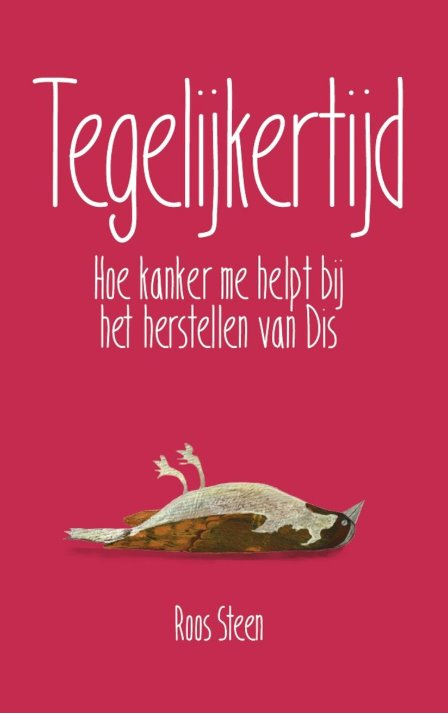 Tegelijkertijd
Hoe kanker me helpt bij
het herstellen van Dis
Roos Steen